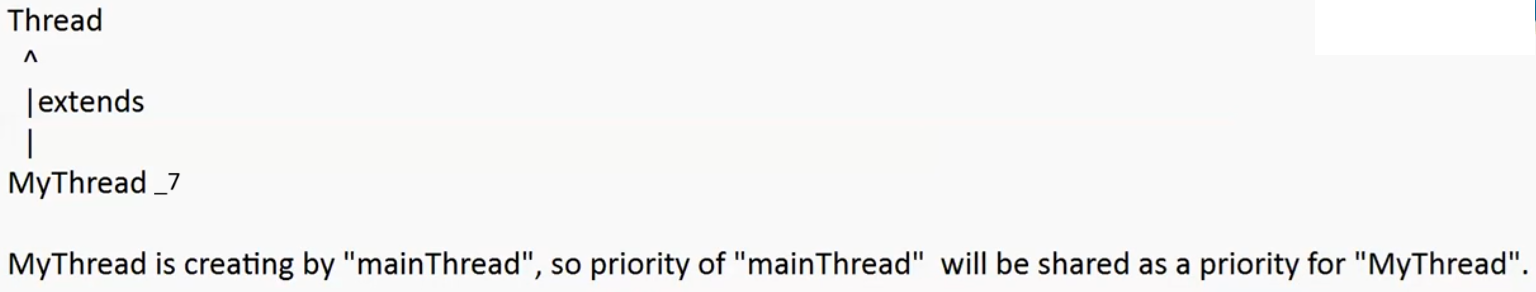 Thread
^
|extends
|
MyThread _7
MyThread is creating by "mainThread", so priority of "mainThread" will be shared as a priority for "MyThread".